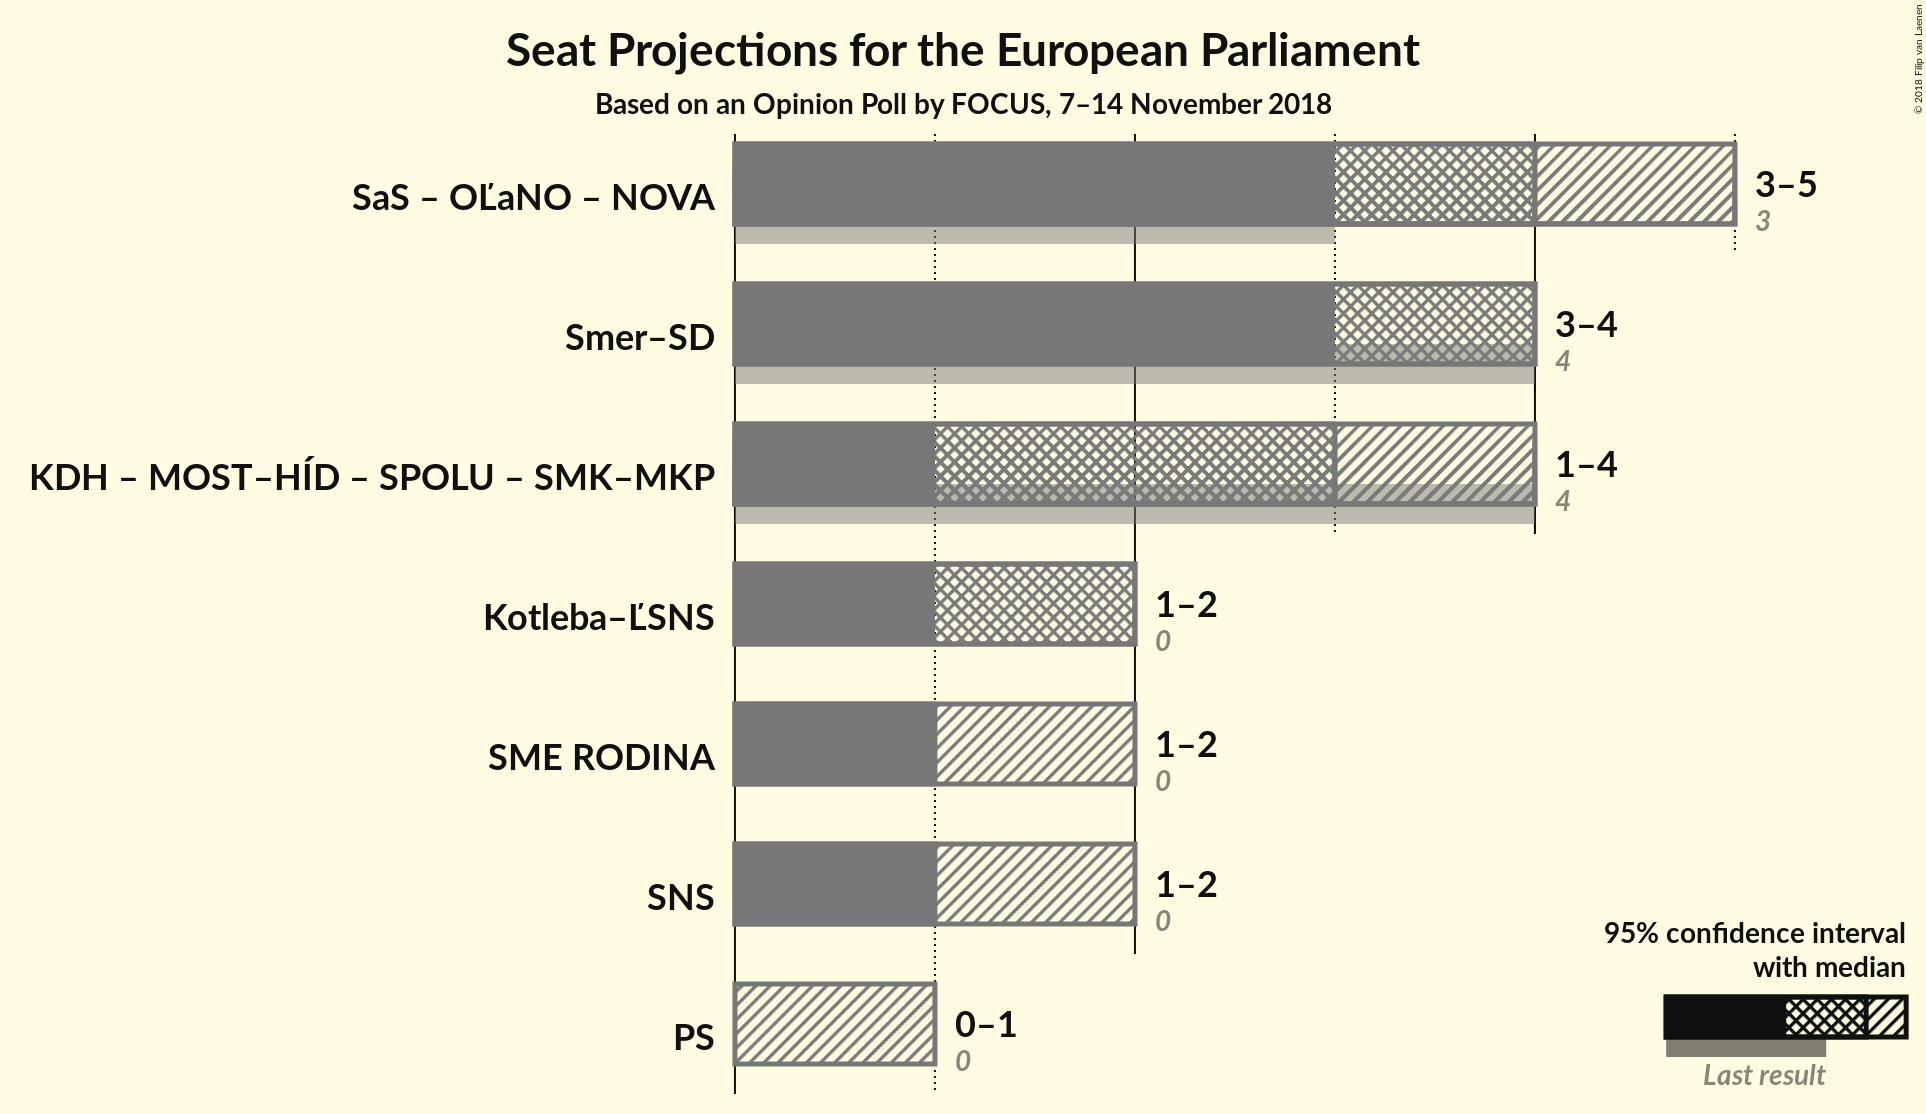 Seat Projections for the European Parliament
Based on an Opinion Poll by FOCUS, 7–14 November 2018
© 2018 Filip van Laenen
SaS – OĽaNO – NOVA
3–5
3
Smer–SD
3–4
4
KDH – MOST–HÍD – SPOLU – SMK–MKP
1–4
4
Kotleba–ĽSNS
1–2
0
SME RODINA
1–2
0
SNS
1–2
0
PS
0–1
0
95% confidence interval
with median
Last result